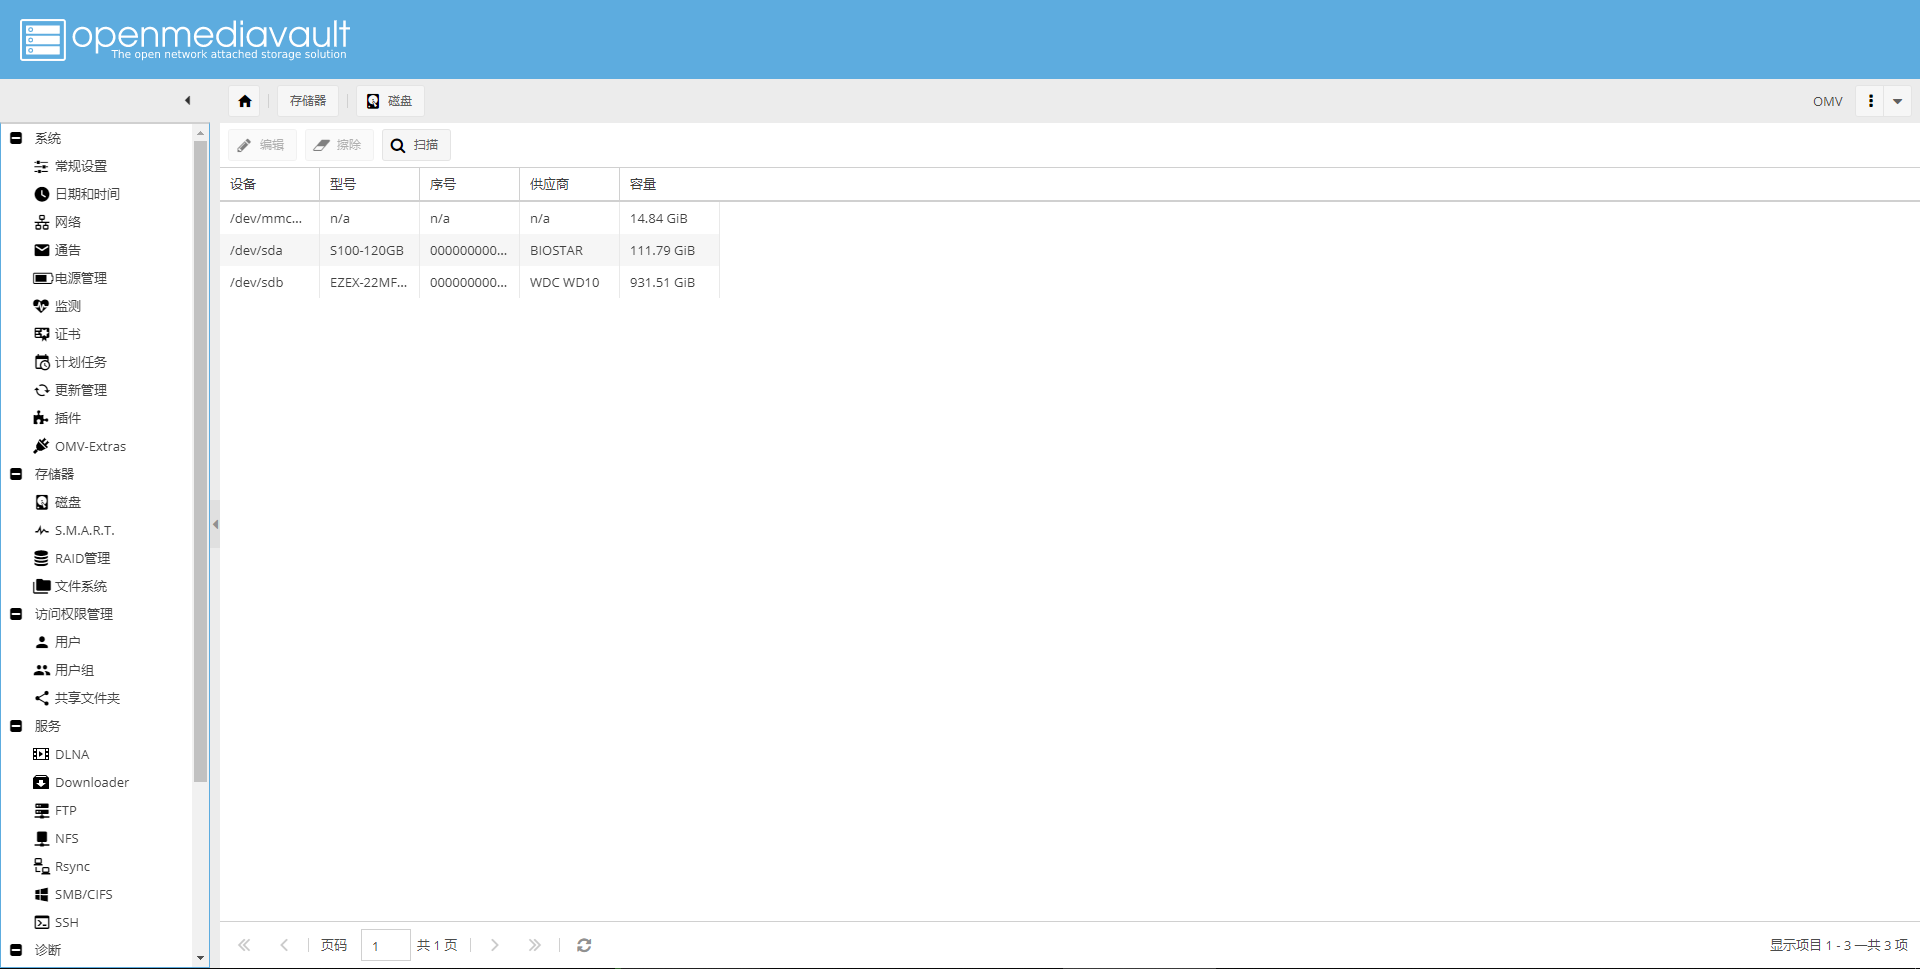 openmediavault
The open network attached storage solution
存储器
磁盘
OMV
系统
常规设置
日期和时间
网络
通告
电源管理
监测
证书
计划任务
更新管理
插件
OMV-Extras
存储器
磁盘
S.M.A.R.T.
RAID管理
文件系统
访问权限管理
用户
用户组
共享文件夹
服务
DLNA
Downloader
FTP
NFS
Rsync
SMB/CIFS
SSH
诊断
编辑 擦除 扫描
设备 型号 序号 供应商 容量
/dev/mmc... n/a n/a n/a 14.84 GiB
/dev/sda S100-120GB 000000000... BIOSTAR 111.79 GiB
/dev/sdb EZEX-22MF... 000000000... WDC WD10 931.51 GiB
页码 1 共 1 页
显示项目 1 - 3 一共 3 项